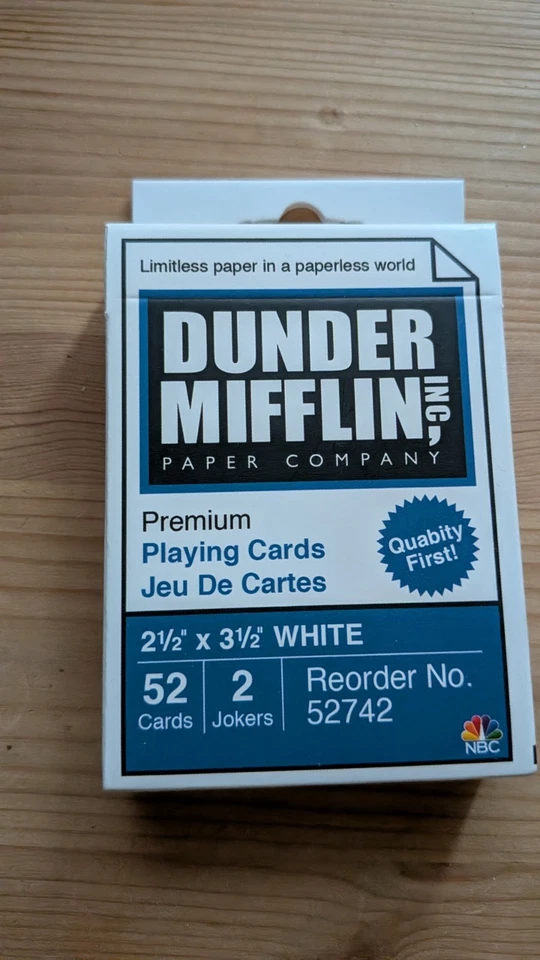 Limitless paper in a paperless world
DUNDER
MIFFLIN, INC
PAPER COMPANY
Premium
Playing Cards
Jeu De Cartes
Quabity
First!
2½" x 3½" WHITE
52
Cards
2
Jokers
Reorder No.
52742
NBC